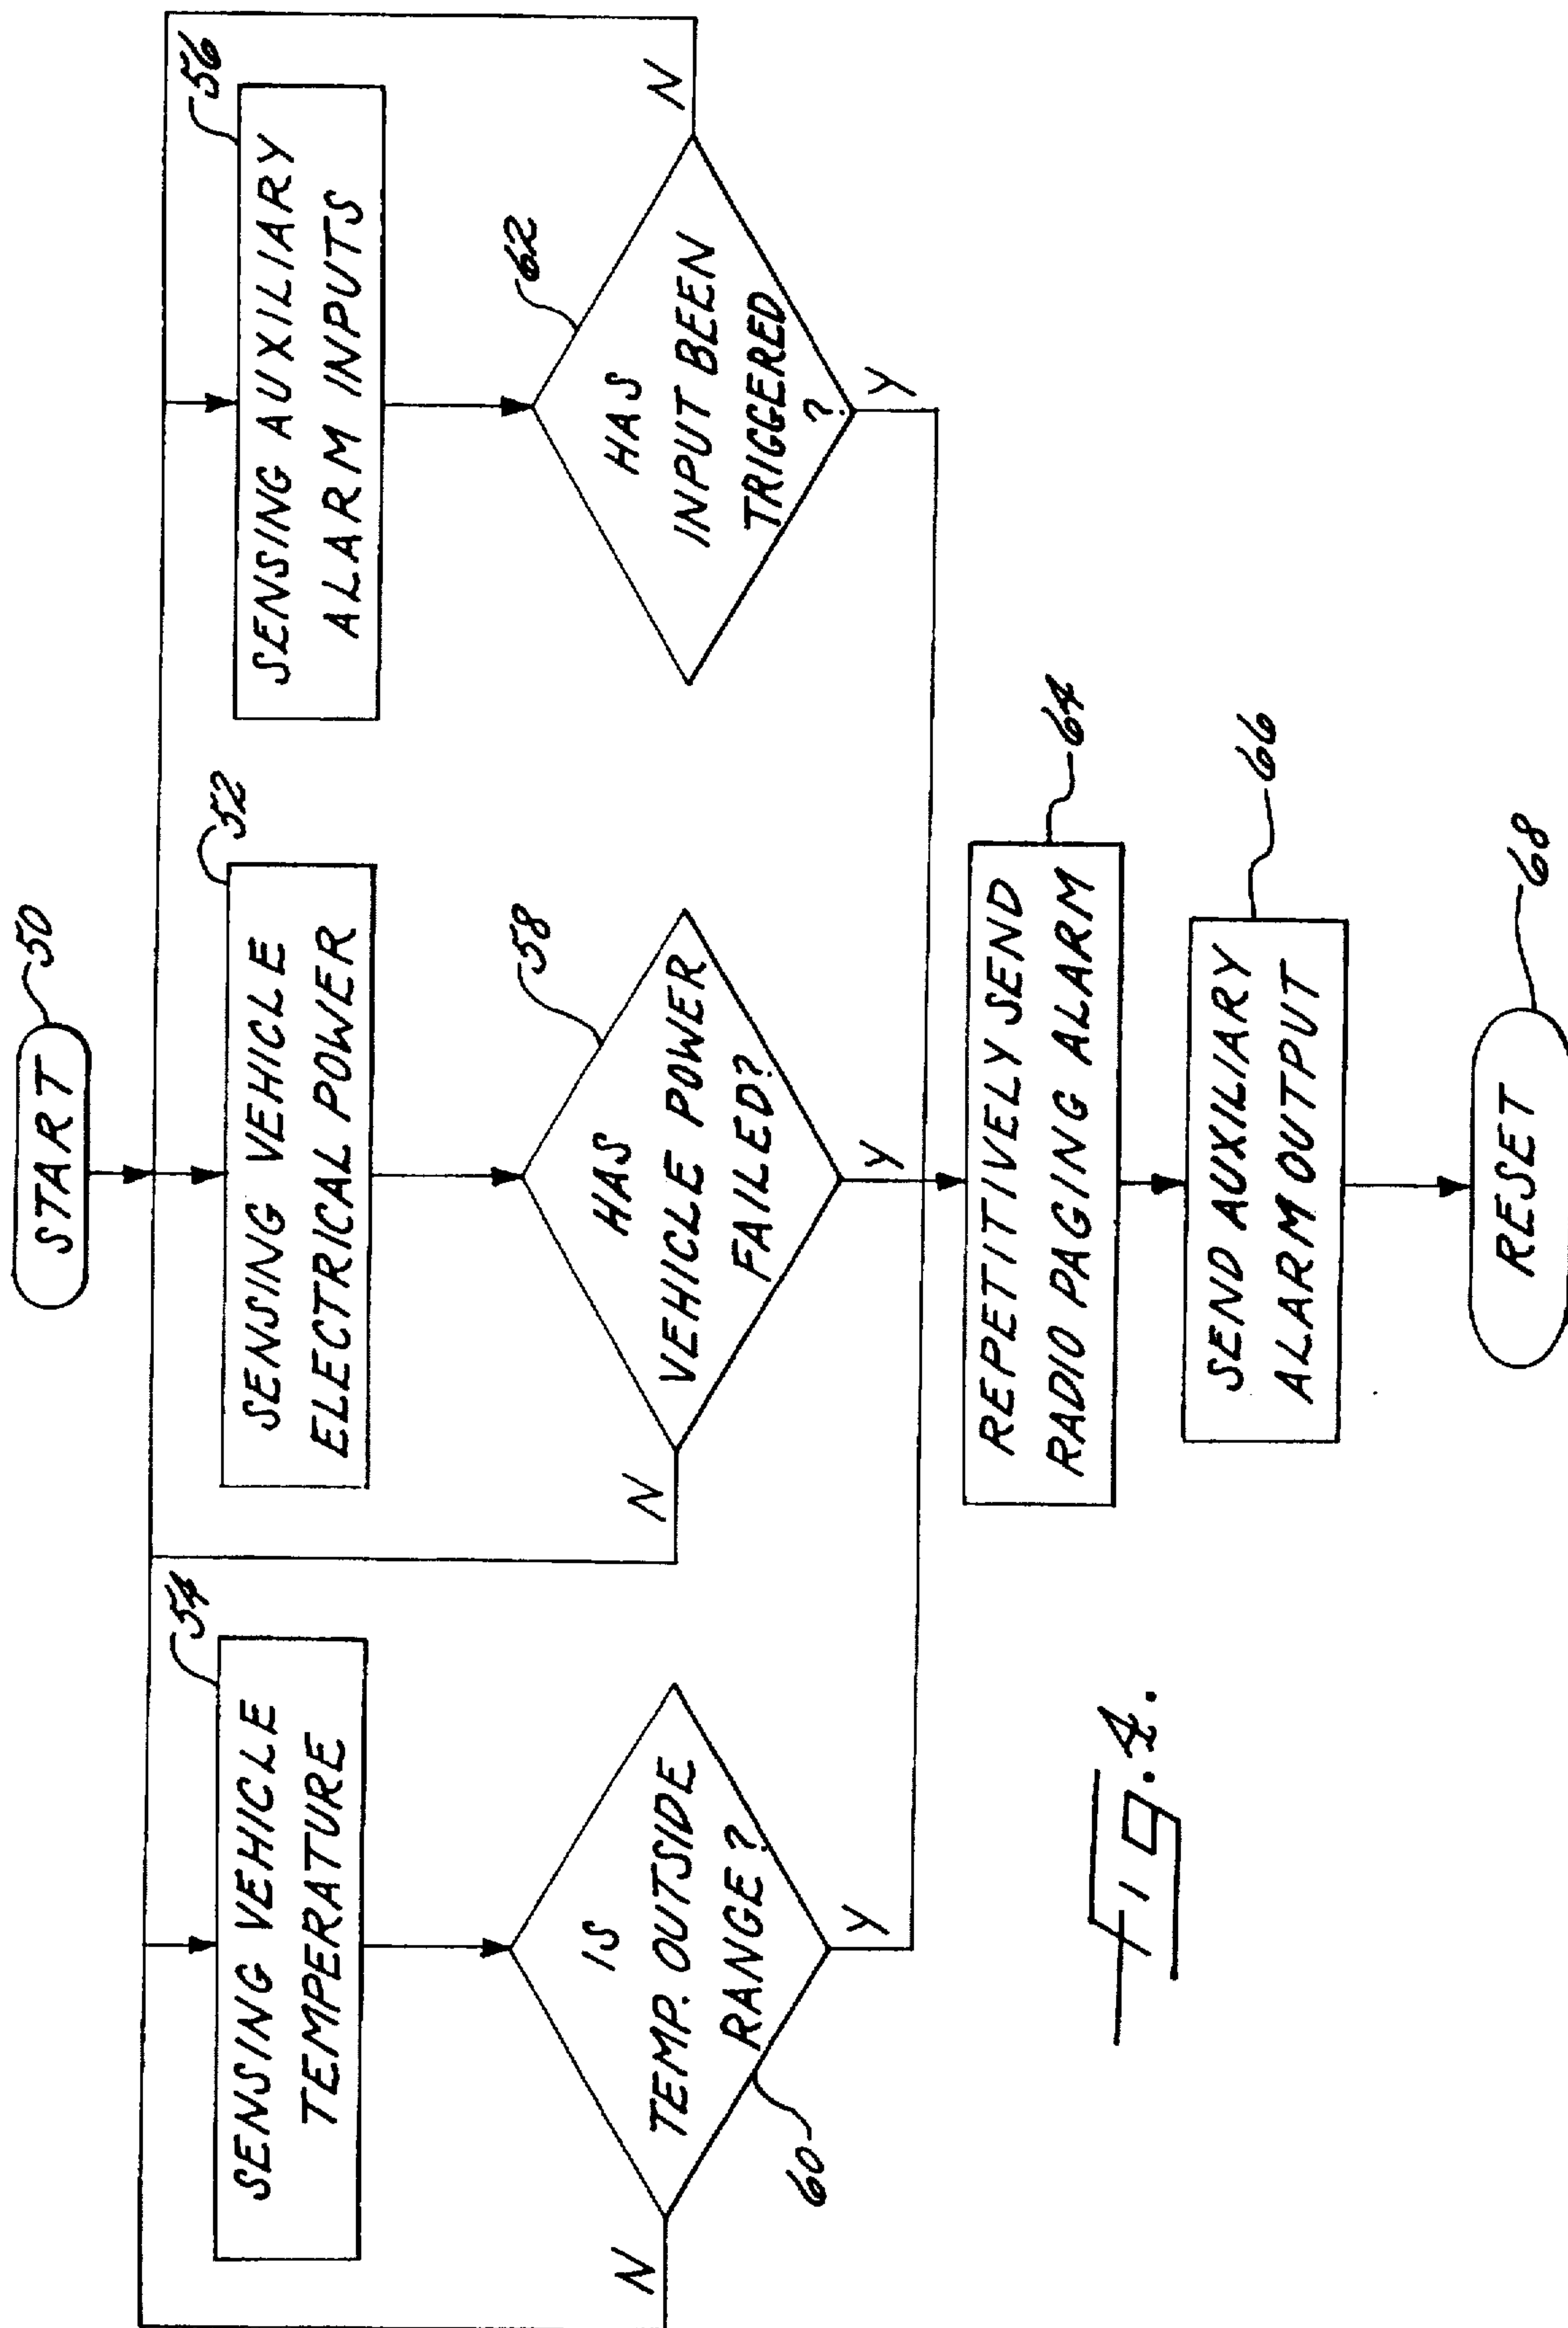 START
50
SENSING VEHICLE
TEMPERATURE
54
SENSING VEHICLE
ELECTRICAL POWER
52
SENSING AUXILIARY
ALARM INPUTS
56
IS
TEMP. OUTSIDE
RANGE?
60
N
Y
HAS
VEHICLE POWER
FAILED?
58
N
Y
HAS
INPUT BEEN
TRIGGERED
?
62
N
Y
REPETITIVELY SEND
RADIO PAGING ALARM
64
SEND AUXILIARY
ALARM OUTPUT
66
RESET
68
Fig. 4.